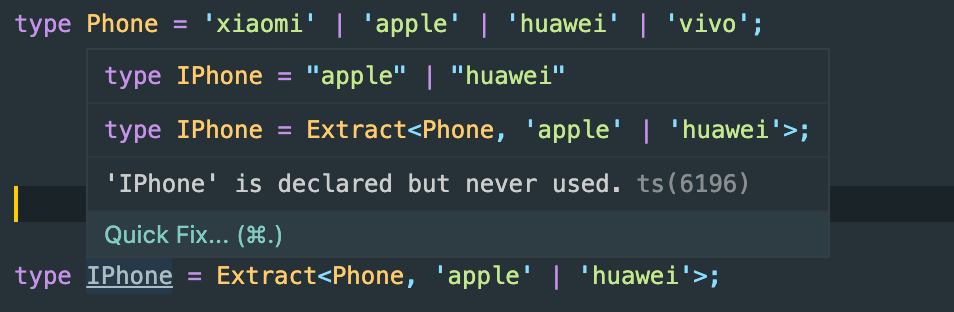 type Phone = 'xiaomi' | 'apple' | 'huawei' | 'vivo';
type IPhone = "apple" | "huawei"
type IPhone = Extract<Phone, 'apple' | 'huawei'>;
'IPhone' is declared but never used. ts(6196)
Quick Fix... (⌘.)
type IPhone = Extract<Phone, 'apple' | 'huawei'>;